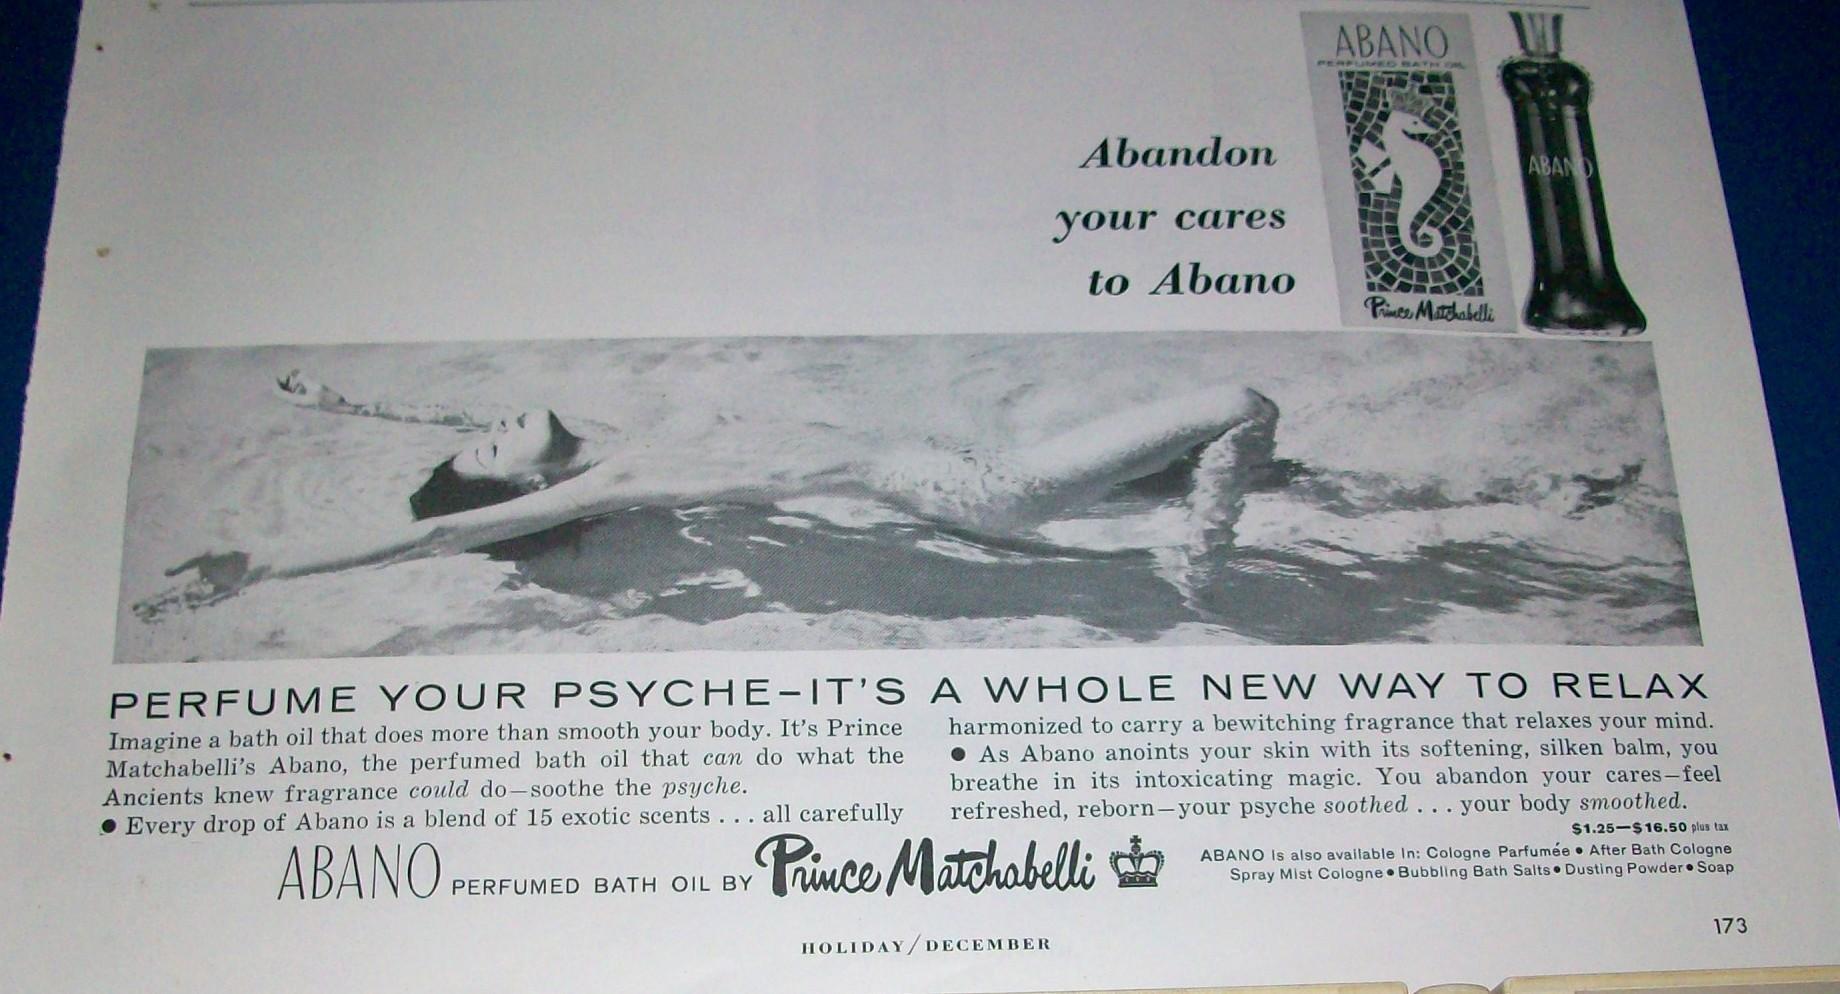 ABANO
PERFUMED BATH OIL
Prince Matchabelli
ABANO
Abandon
your cares
to Abano
PERFUME YOUR PSYCHE—IT'S A WHOLE NEW WAY TO RELAX
Imagine a bath oil that does more than smooth your body. It's Prince
Matchabelli's Abano, the perfumed bath oil that can do what the
Ancients knew fragrance could do—soothe the psyche.
● Every drop of Abano is a blend of 15 exotic scents . . . all carefully
harmonized to carry a bewitching fragrance that relaxes your mind.
● As Abano anoints your skin with its softening, silken balm, you
breathe in its intoxicating magic. You abandon your cares—feel
refreshed, reborn—your psyche soothed . . . your body smoothed.
$1.25—$16.50 plus tax
ABANO PERFUMED BATH OIL BY Prince Matchabelli
ABANO Is also available In: Cologne Parfumée ● After Bath Cologne
Spray Mist Cologne ● Bubbling Bath Salts ● Dusting Powder ● Soap
HOLIDAY/DECEMBER
173